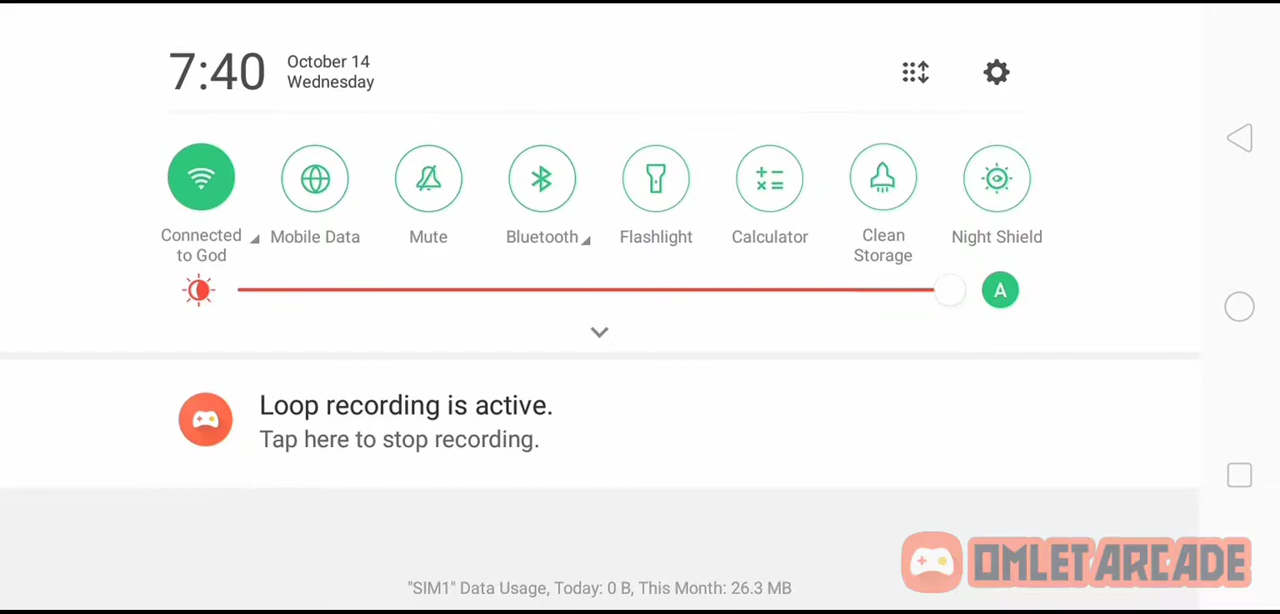 7:40
October 14
Wednesday
Connected
to God
Mobile Data
Mute
Bluetooth
Flashlight
Calculator
Clean
Storage
Night Shield
A
Loop recording is active.
Tap here to stop recording.
OMLET ARCADE
"SIM1" Data Usage, Today: 0 B, This Month: 26.3 MB